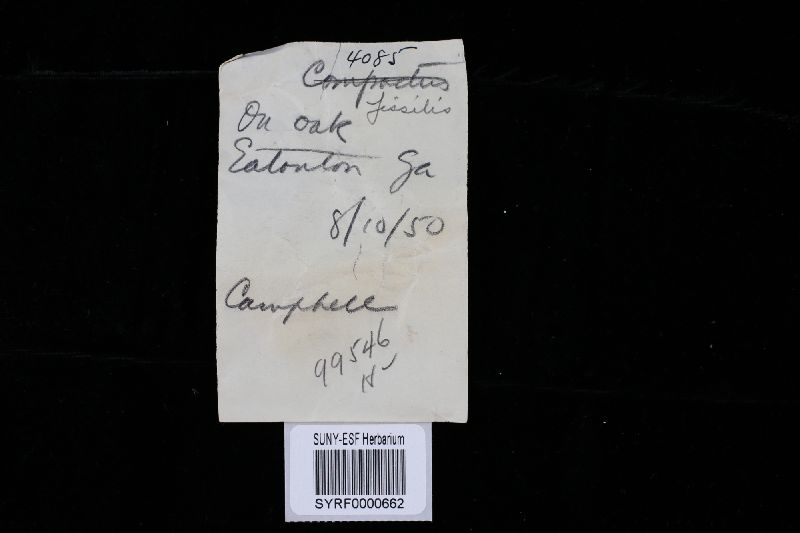 4085
Compactus
fissilis
On oak
Eatonton Ga
8/10/50
Campbell
99546
N
SUNY-ESF Herbarium
SYRF0000662